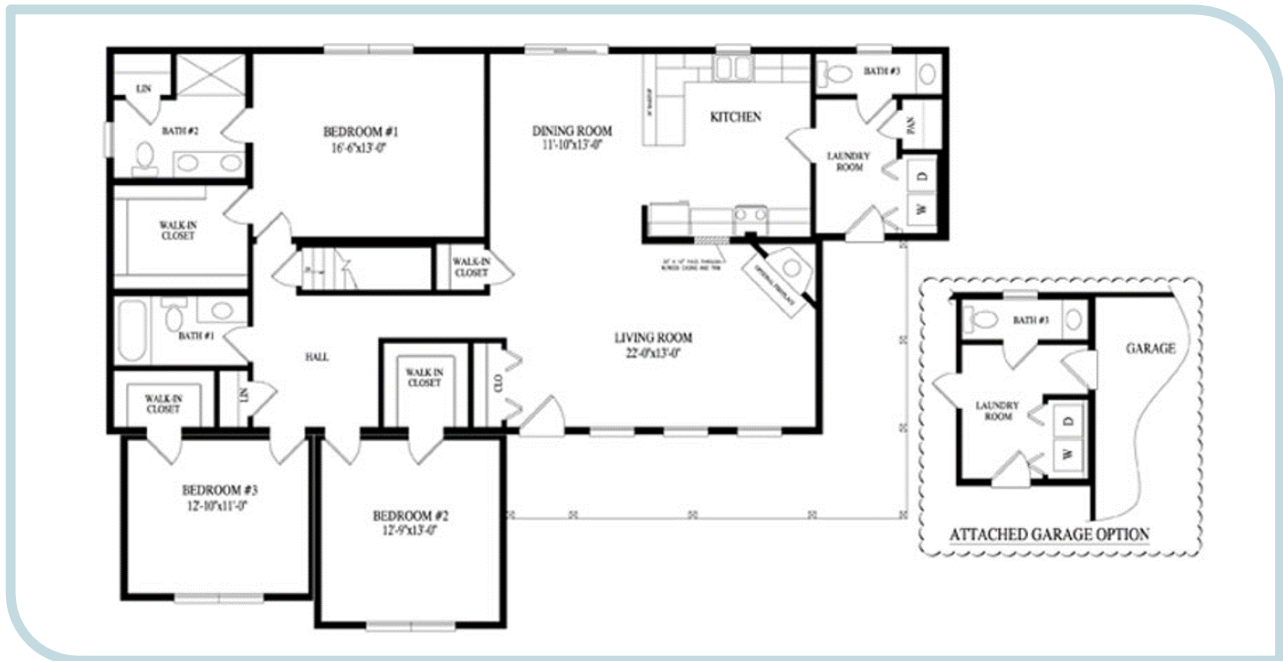 LIN
BATH #2
BEDROOM #1
16'-6"x13'-0"
DINING ROOM
11'-10"x13'-0"
KITCHEN
BATH #3
PAN
LAUNDRY
ROOM
D
W
WALK-IN
CLOSET
WALK-IN
CLOSET
OPTIONAL FIREPLACE
BATH #1
HALL
LIVING ROOM
22'-0"x13'-0"
WALK IN
CLOSET
CLO
WALK-IN
CLOSET
LIN
BEDROOM #3
12'-10"x11'-0"
BEDROOM #2
12'-9"x13'-0"
BATH #3
GARAGE
LAUNDRY
ROOM
D
W
ATTACHED GARAGE OPTION